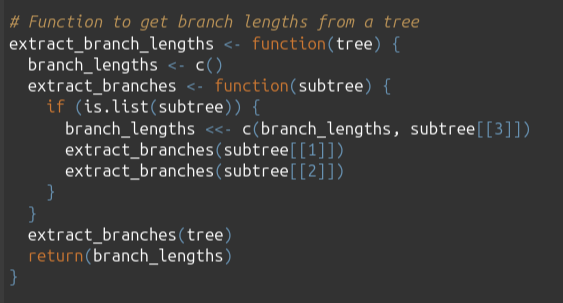 # Function to get branch lengths from a tree
extract_branch_lengths <- function(tree) {
  branch_lengths <- c()
  extract_branches <- function(subtree) {
    if (is.list(subtree)) {
      branch_lengths <<- c(branch_lengths, subtree[[3]])
      extract_branches(subtree[[1]])
      extract_branches(subtree[[2]])
    }
  }
  extract_branches(tree)
  return(branch_lengths)
}